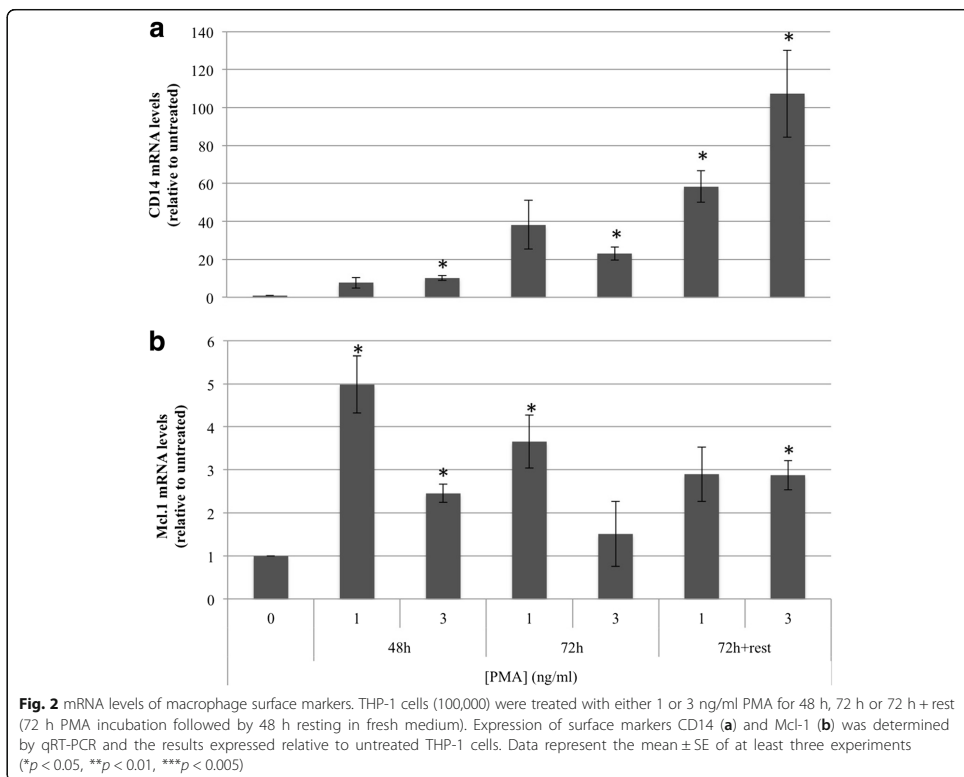 a
140
*
120
*
100
80
60
*
40
20
*
0
CD14 mRNA levels
(relative to untreated)
b
6
*
5
*
4
*
3
*
2
1
0
Mcl.1 mRNA levels
(relative to untreated)
0 1 3 1 3 1 3
48h 72h 72h+rest
[PMA] (ng/ml)
Fig. 2 mRNA levels of macrophage surface markers. THP-1 cells (100,000) were treated with either 1 or 3 ng/ml PMA for 48 h, 72 h or 72 h + rest
(72 h PMA incubation followed by 48 h resting in fresh medium). Expression of surface markers CD14 (a) and Mcl-1 (b) was determined
by qRT-PCR and the results expressed relative to untreated THP-1 cells. Data represent the mean ± SE of at least three experiments
(*p < 0.05, **p < 0.01, ***p < 0.005)